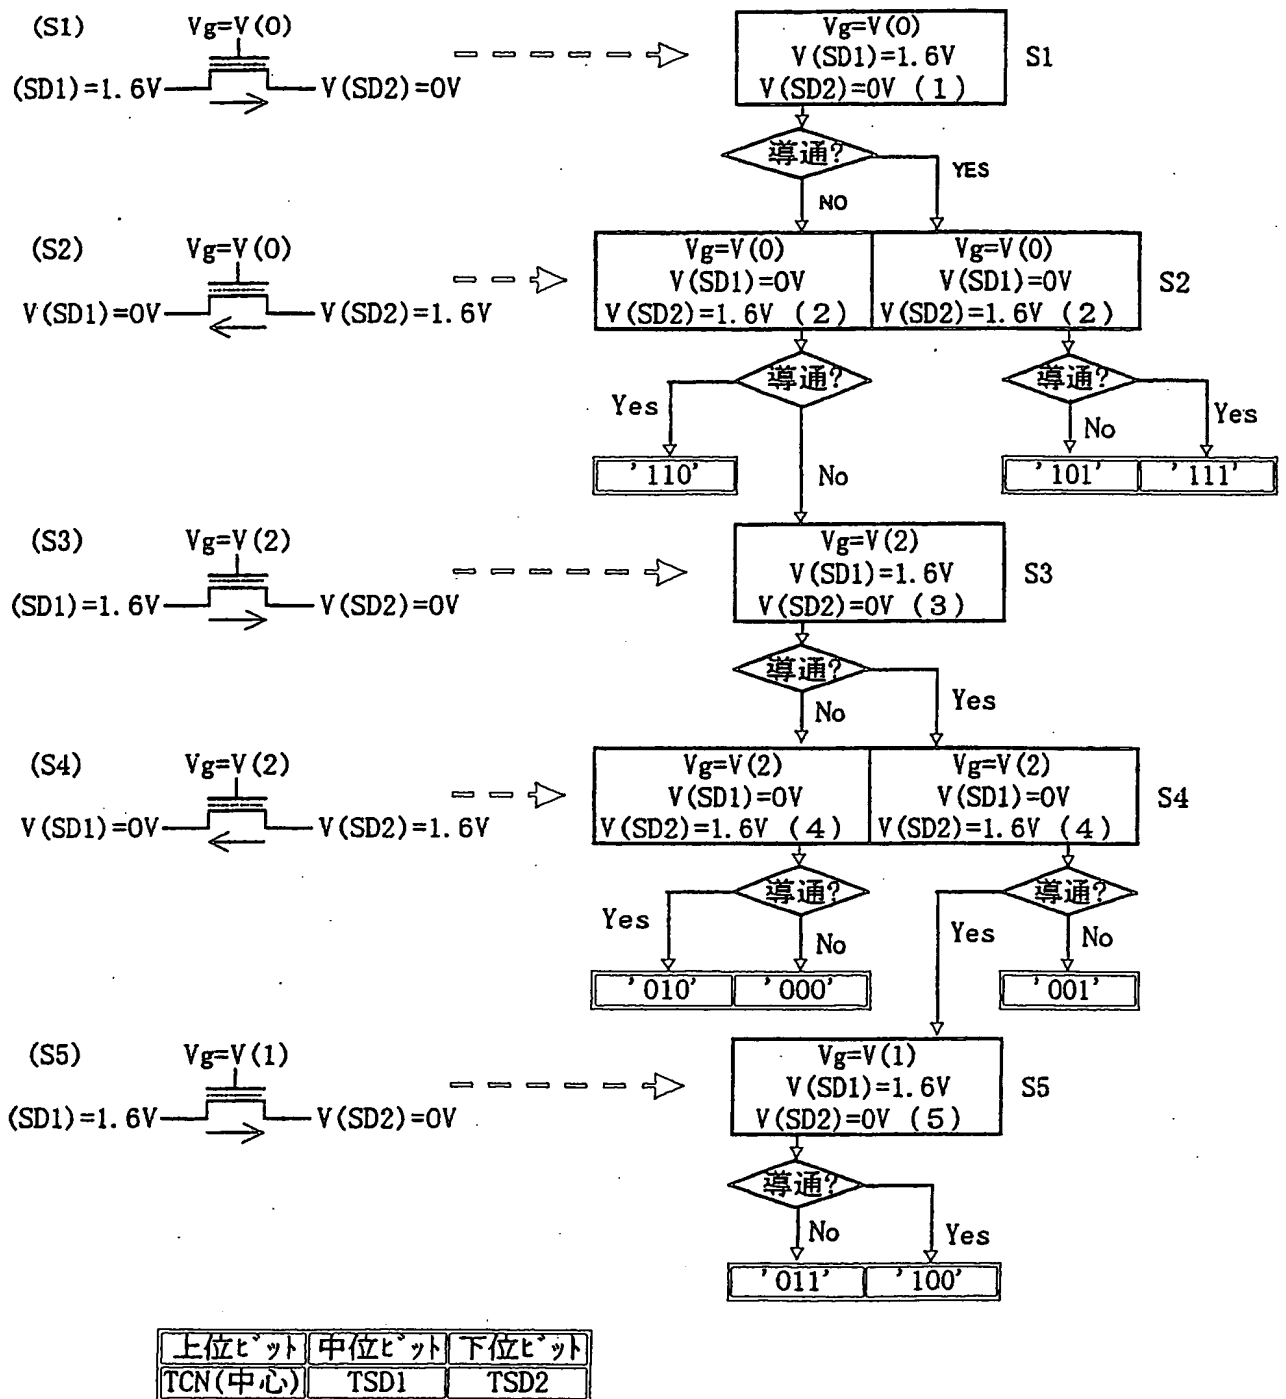 (S1)
Vg=V(0)
(SD1)=1.6V
V(SD2)=0V
Vg=V(0)
V(SD1)=1.6V
V(SD2)=0V (1)
S1
導通?
YES
NO
(S2)
Vg=V(0)
V(SD1)=0V
V(SD2)=1.6V
Vg=V(0)
V(SD1)=0V
V(SD2)=1.6V (2)
Vg=V(0)
V(SD1)=0V
V(SD2)=1.6V (2)
S2
導通?
導通?
Yes
No
No
Yes
'110'
'101'
'111'
(S3)
Vg=V(2)
(SD1)=1.6V
V(SD2)=0V
Vg=V(2)
V(SD1)=1.6V
V(SD2)=0V (3)
S3
導通?
No
Yes
(S4)
Vg=V(2)
V(SD1)=0V
V(SD2)=1.6V
Vg=V(2)
V(SD1)=0V
V(SD2)=1.6V (4)
Vg=V(2)
V(SD1)=0V
V(SD2)=1.6V (4)
S4
導通?
導通?
Yes
No
Yes
No
'010'
'000'
'001'
(S5)
Vg=V(1)
(SD1)=1.6V
V(SD2)=0V
Vg=V(1)
V(SD1)=1.6V
V(SD2)=0V (5)
S5
導通?
No
Yes
'011'
'100'
上位ビット 中位ビット 下位ビット
TCN(中心) TSD1 TSD2